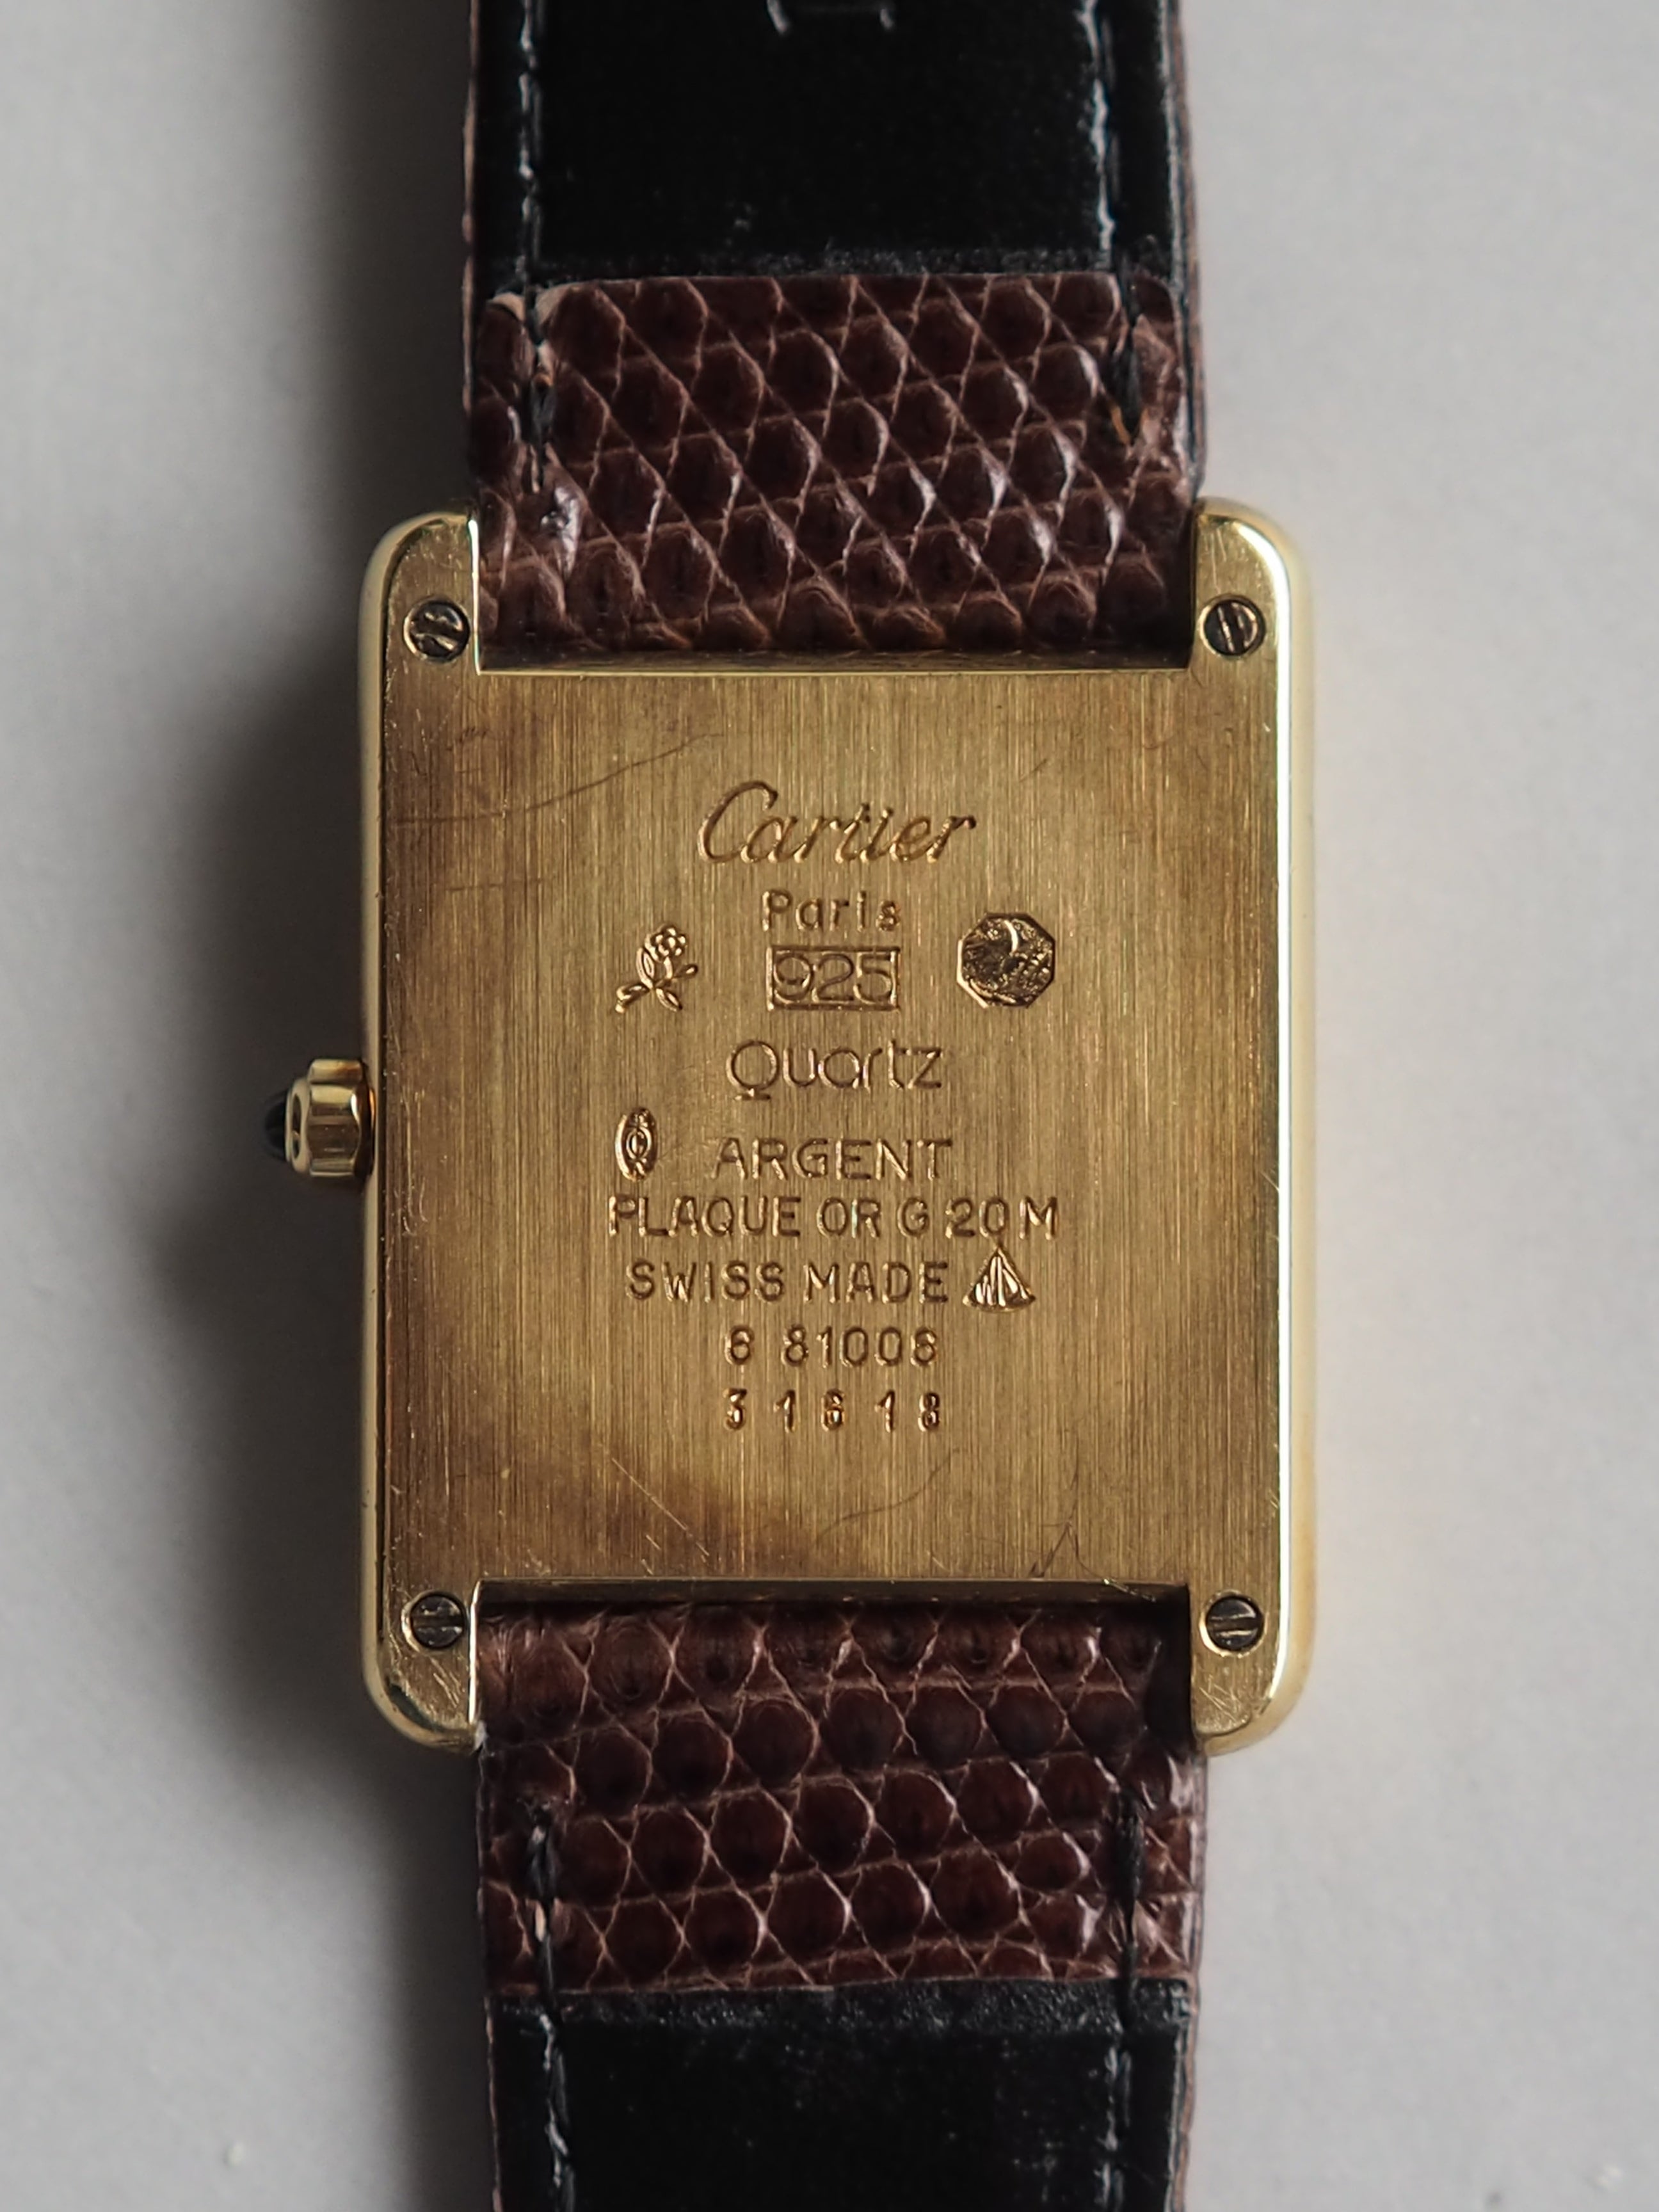 Cartier
Paris
925
Quartz
ARGENT
PLAQUE OR G 20 M
SWISS MADE
6 81006
31618